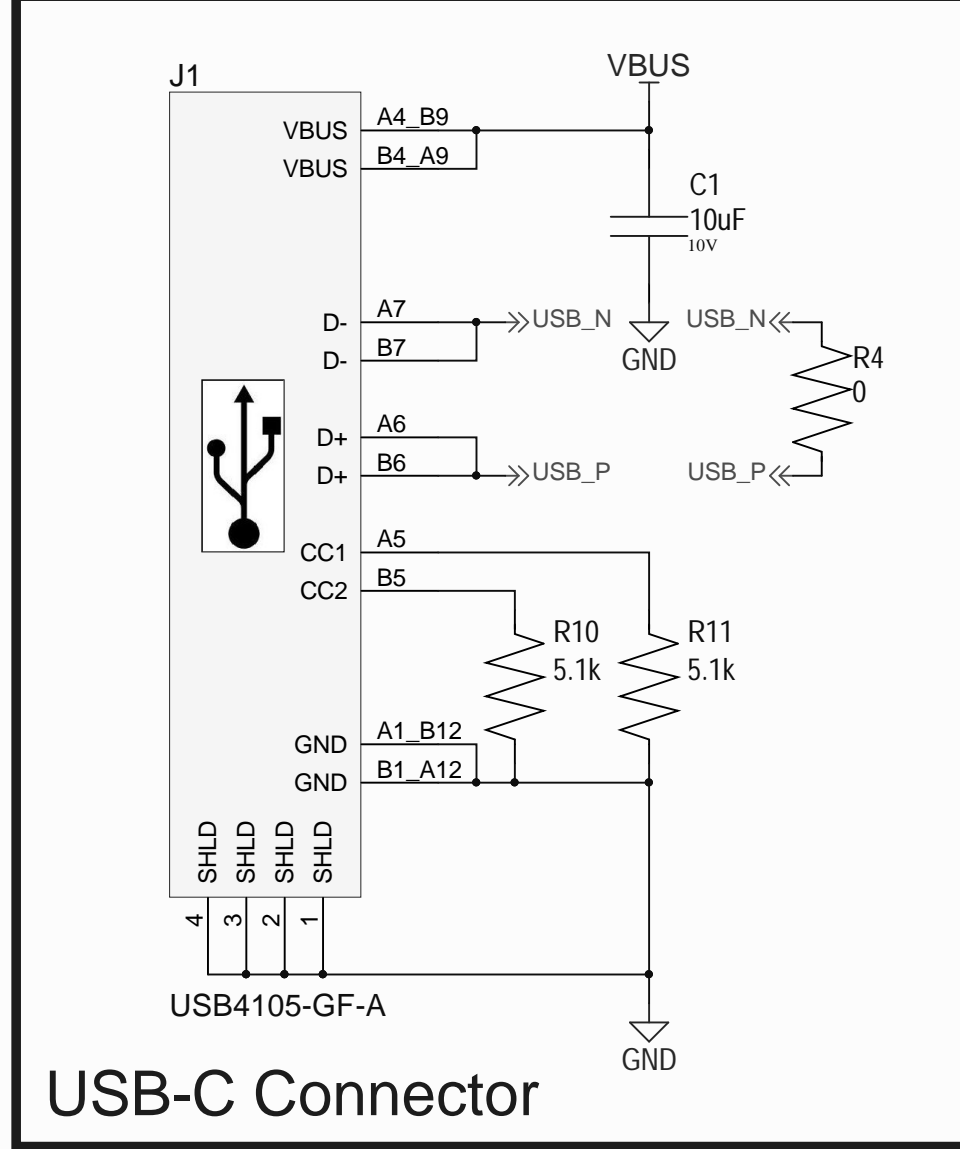 J1
VBUS
VBUS A4_B9
VBUS B4_A9
C1
10uF
10V
D- A7
D- B7
USB_N
GND
USB_N
R4
0
D+ A6
D+ B6
USB_P
USB_P
CC1 A5
CC2 B5
R10
5.1k
R11
5.1k
GND A1_B12
GND B1_A12
SHLD
SHLD
SHLD
SHLD
4
3
2
1
USB4105-GF-A
GND
USB-C Connector